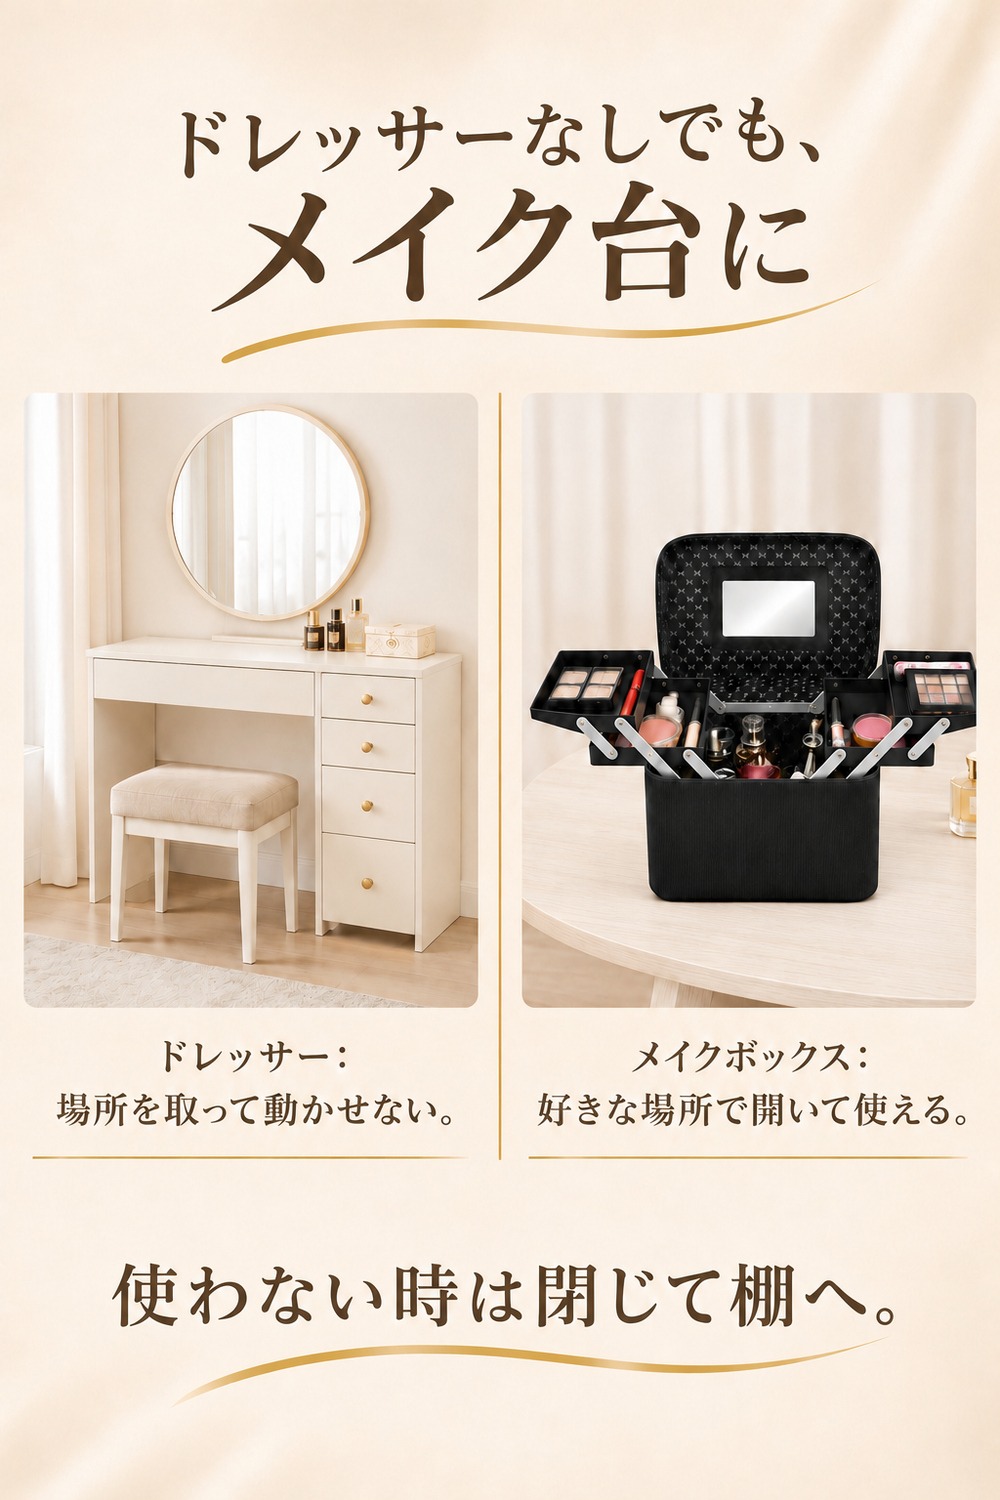 ドレッサーなしでも、
メイク台に
ドレッサー：
場所を取って動かせない。
メイクボックス：
好きな場所で開いて使える。
使わない時は閉じて棚へ。